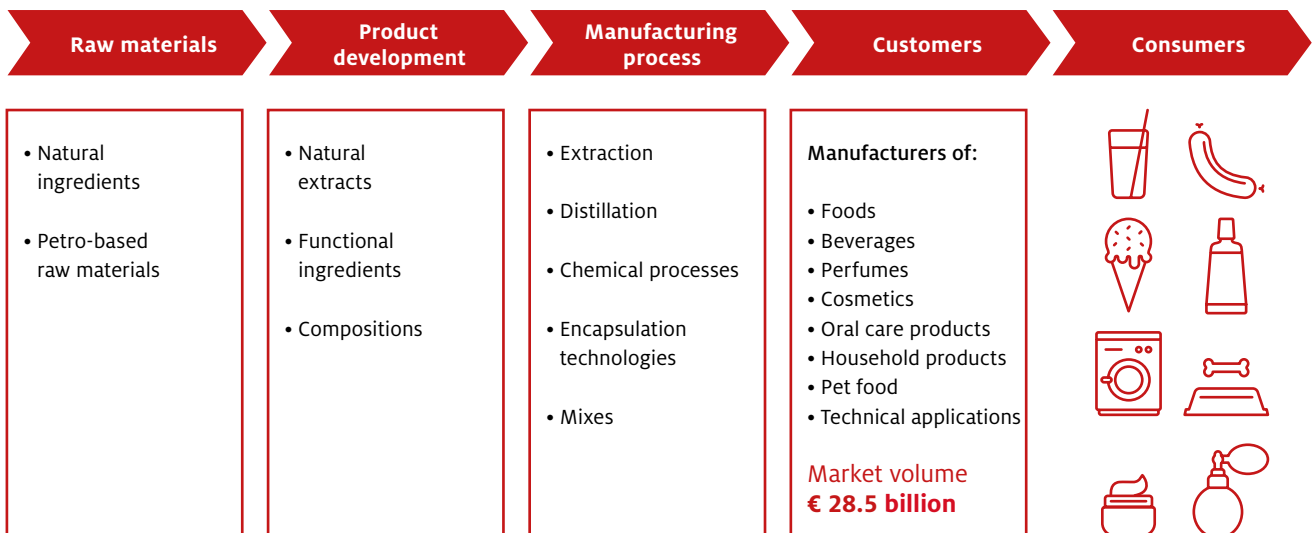 Raw materials
Product
development
Manufacturing
process
Customers
Consumers
• Natural
ingredients
• Petro-based
raw materials
• Natural
extracts
• Functional
ingredients
• Compositions
• Extraction
• Distillation
• Chemical processes
• Encapsulation
technologies
• Mixes
Manufacturers of:
• Foods
• Beverages
• Perfumes
• Cosmetics
• Oral care products
• Household products
• Pet food
• Technical applications
Market volume
€ 28.5 billion